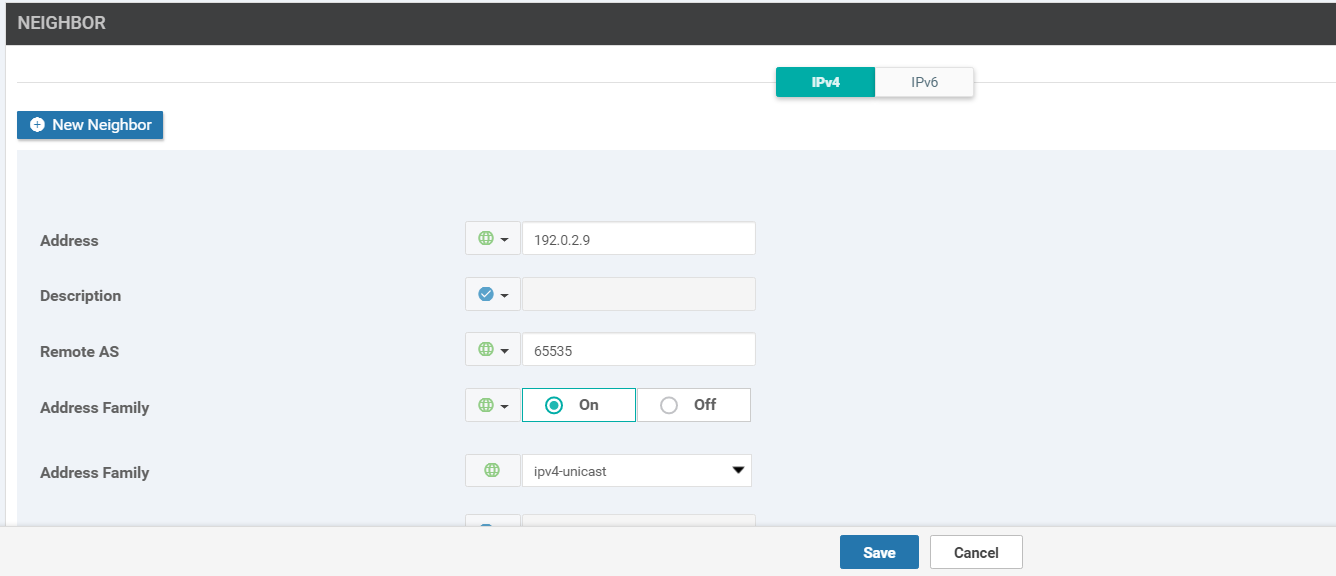 NEIGHBOR
IPv4 IPv6
New Neighbor
Address 192.0.2.9
Description
Remote AS 65535
Address Family On Off
Address Family ipv4-unicast
Save Cancel